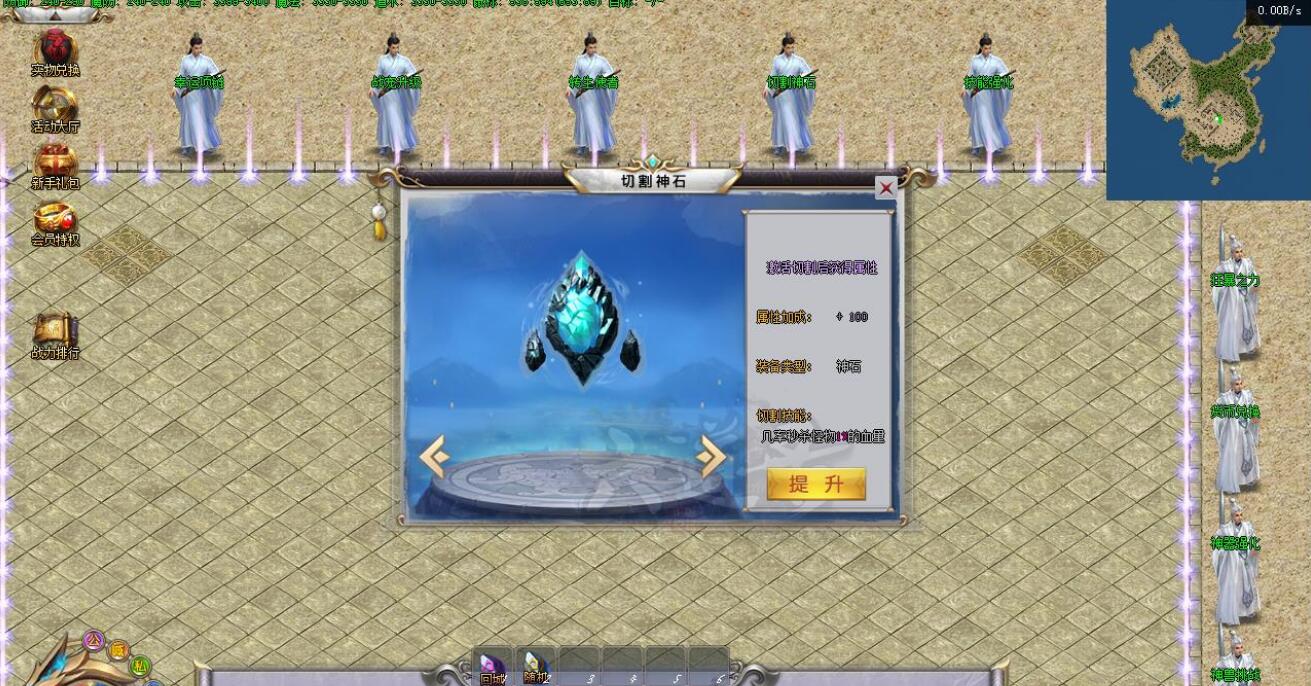 0.00B/s
实物兑换
活动大厅
新手礼包
会员特权
战力排行
幸运项链
战宠升级
转生使者
切割神石
技能强化
切割神石
激活切割后获得属性
属性加成: + 100
装备类型: 神石
切割技能:
几率秒杀怪物1%的血量
提 升
狂暴之力
货币兑换
神器强化
神兽挑战
公
私
回城
随机 2
3
4
5
6